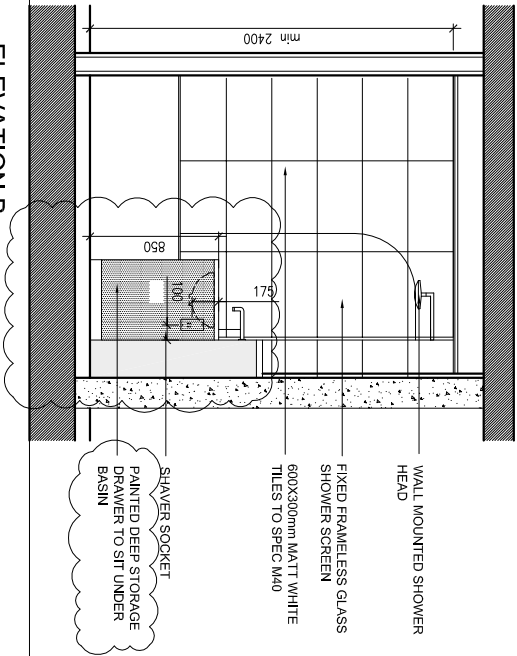 min 2400
850
100
175
WALL MOUNTED SHOWER
HEAD
FIXED FRAMELESS GLASS
SHOWER SCREEN
600X300mm MATT WHITE
TILES TO SPEC M40
SHAVER SOCKET
PAINTED DEEP STORAGE
DRAWER TO SIT UNDER
BASIN